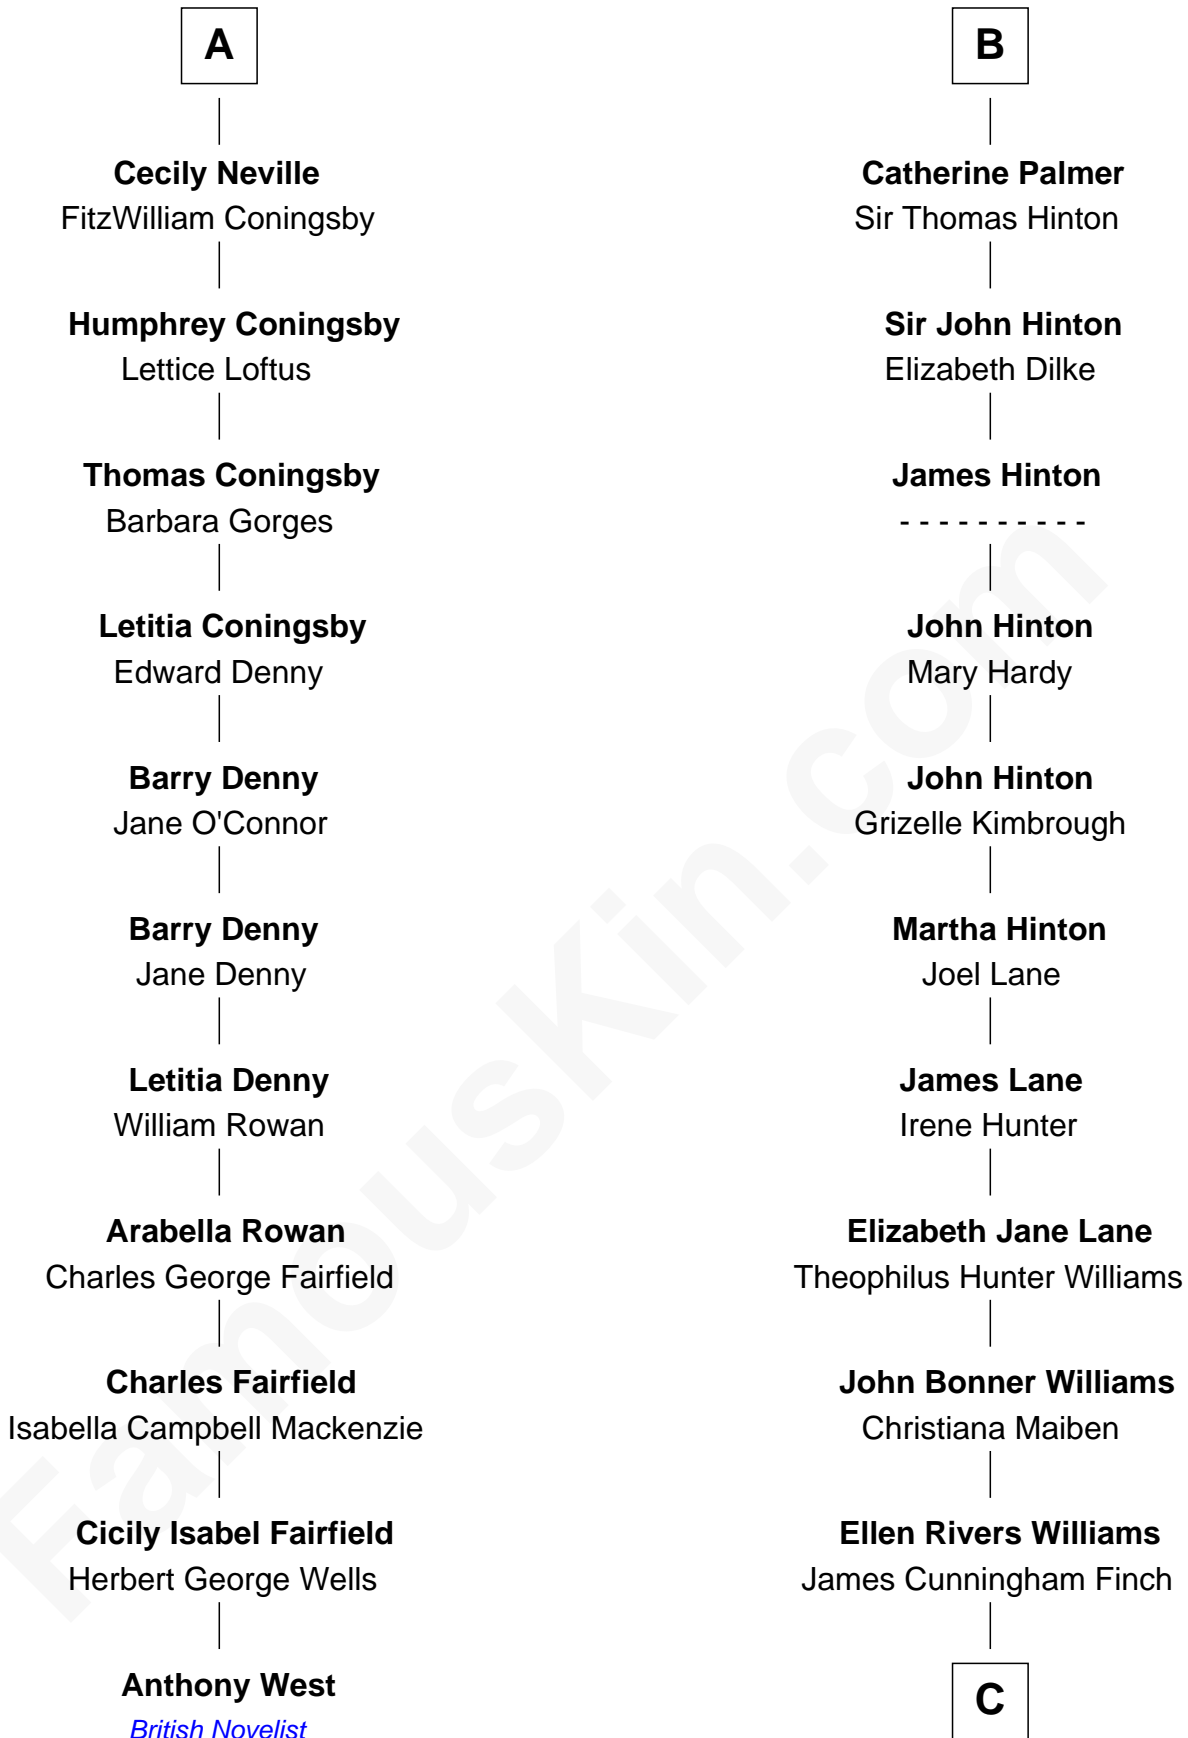 A
Cecily Neville
FitzWilliam Coningsby
Humphrey Coningsby
Lettice Loftus
Thomas Coningsby
Barbara Gorges
Letitia Coningsby
Edward Denny
Barry Denny
Jane O'Connor
Barry Denny
Jane Denny
Letitia Denny
William Rowan
Arabella Rowan
Charles George Fairfield
Charles Fairfield
Isabella Campbell Mackenzie
Cicily Isabel Fairfield
Herbert George Wells
Anthony West
British Novelist
B
Catherine Palmer
Sir Thomas Hinton
Sir John Hinton
Elizabeth Dilke
James Hinton
- - - - - - - - - -
John Hinton
Mary Hardy
John Hinton
Grizelle Kimbrough
Martha Hinton
Joel Lane
James Lane
Irene Hunter
Elizabeth Jane Lane
Theophilus Hunter Williams
John Bonner Williams
Christiana Maiben
Ellen Rivers Williams
James Cunningham Finch
C
FamousKin.com